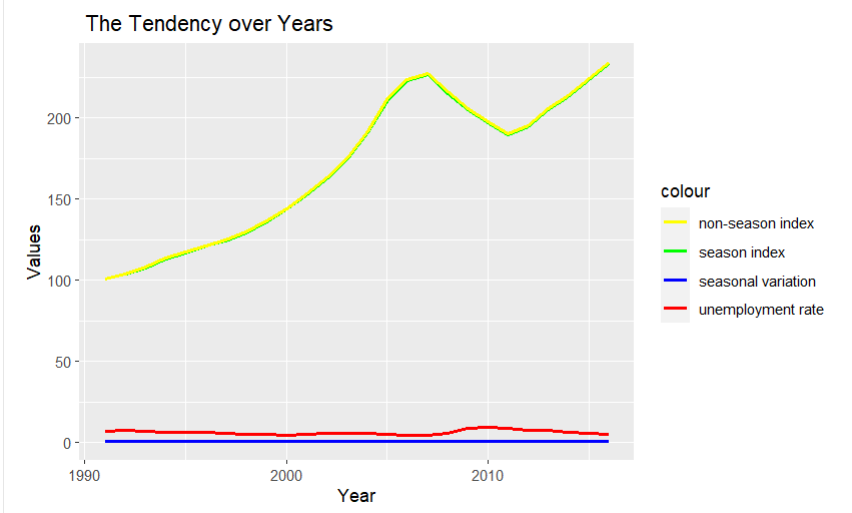 The Tendency over Years
Values
200
150
100
50
0
1990 2000 2010
Year
colour
non-season index
season index
seasonal variation
unemployment rate